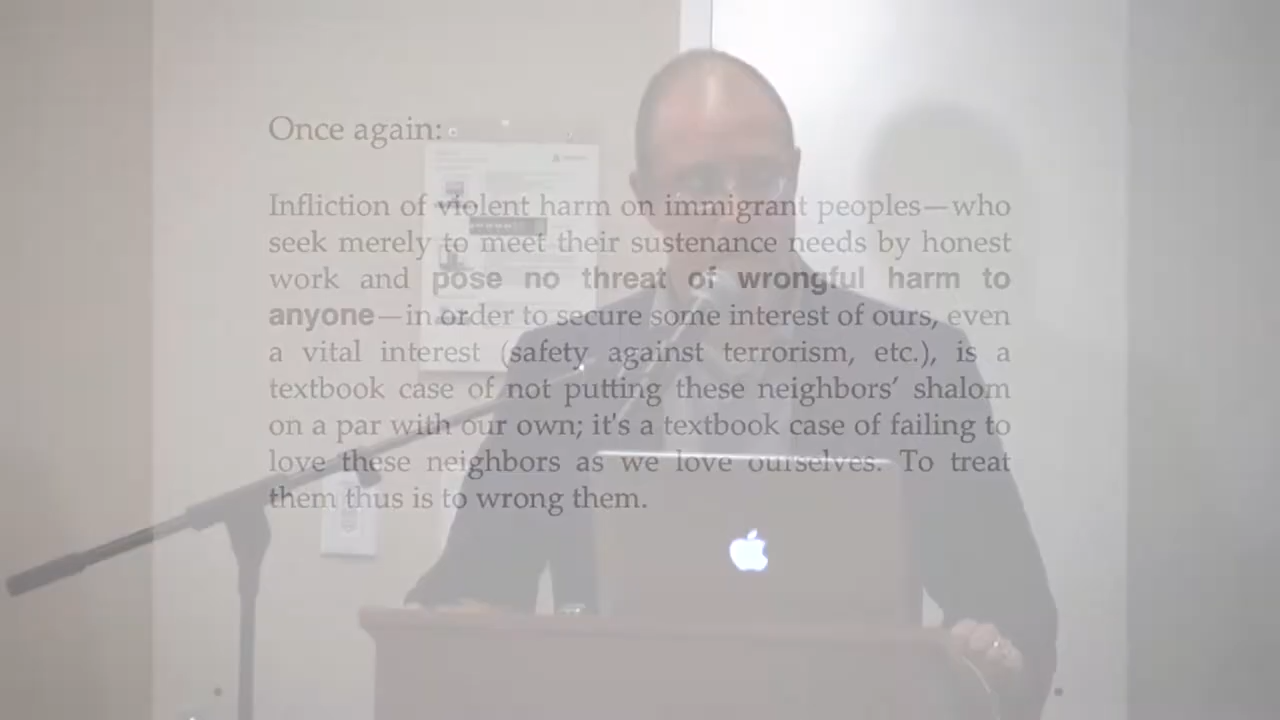 Once again:
Infliction of violent harm on immigrant peoples—who
seek merely to meet their sustenance needs by honest
work and pose no threat of wrongful harm to
anyone—in order to secure some interest of ours, even
a vital interest (safety against terrorism, etc.), is a
textbook case of not putting these neighbors’ shalom
on a par with our own; it's a textbook case of failing to
love these neighbors as we love ourselves. To treat
them thus is to wrong them.